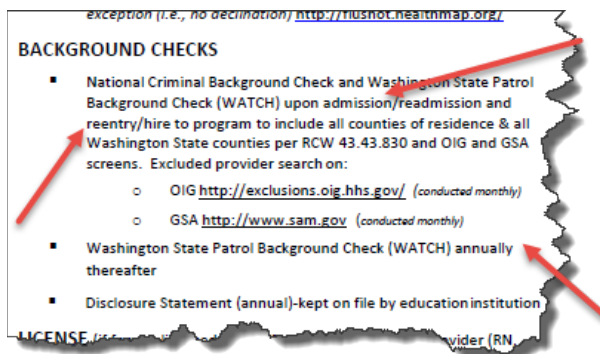 exception (i.e., no declination) http://flushot.healthmap.org/
BACKGROUND CHECKS
▪ National Criminal Background Check and Washington State Patrol
Background Check (WATCH) upon admission/readmission and
reentry/hire to program to include all counties of residence & all
Washington State counties per RCW 43.43.830 and OIG and GSA
screens. Excluded provider search on:
o OIG http://exclusions.oig.hhs.gov/ (conducted monthly)
o GSA http://www.sam.gov (conducted monthly)
▪ Washington State Patrol Background Check (WATCH) annually
thereafter
▪ Disclosure Statement (annual)-kept on file by education institution
LICENSE (RN,